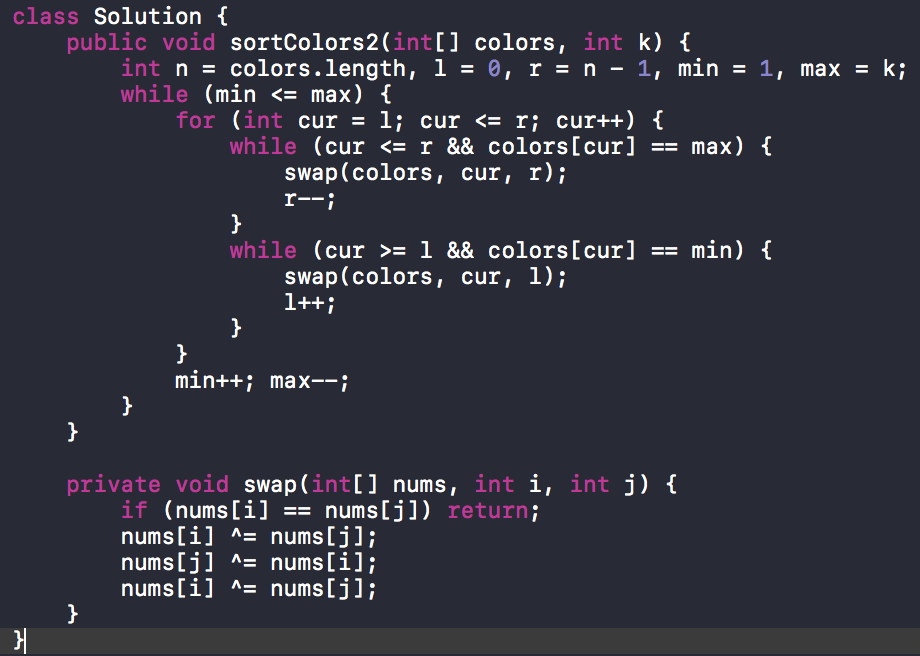 class Solution {
    public void sortColors2(int[] colors, int k) {
        int n = colors.length, l = 0, r = n - 1, min = 1, max = k;
        while (min <= max) {
            for (int cur = l; cur <= r; cur++) {
                while (cur <= r && colors[cur] == max) {
                    swap(colors, cur, r);
                    r--;
                }
                while (cur >= l && colors[cur] == min) {
                    swap(colors, cur, l);
                    l++;
                }
            }
            min++; max--;
        }
    }

    private void swap(int[] nums, int i, int j) {
        if (nums[i] == nums[j]) return;
        nums[i] ^= nums[j];
        nums[j] ^= nums[i];
        nums[i] ^= nums[j];
    }
}